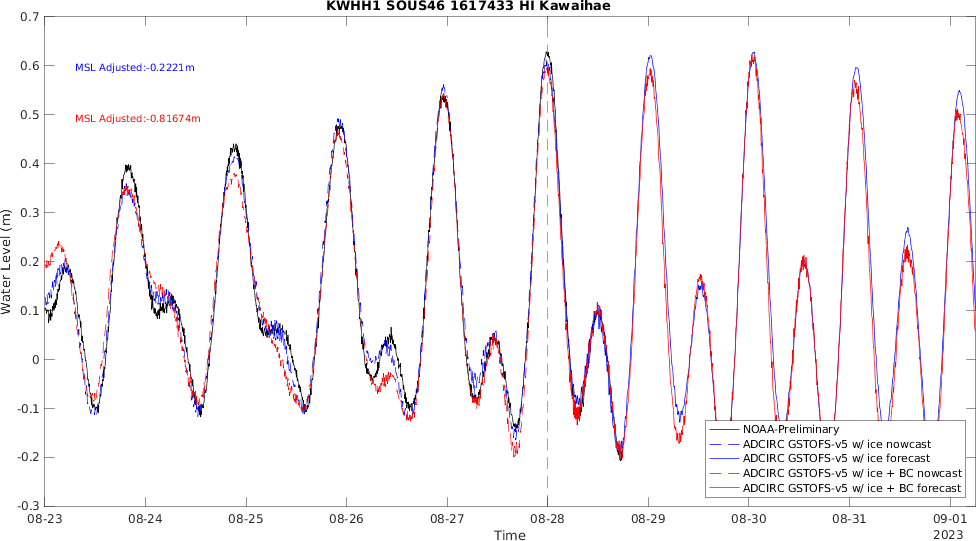 KWHH1 SOUS46 1617433 HI Kawaihae
0.7
0.6
0.5
0.4
0.3
0.2
0.1
0
-0.1
-0.2
-0.3
Water Level (m)
MSL Adjusted:-0.2221m
MSL Adjusted:-0.81674m
NOAA-Preliminary
ADCIRC GSTOFS-v5 w/ ice nowcast
ADCIRC GSTOFS-v5 w/ ice forecast
ADCIRC GSTOFS-v5 w/ ice + BC nowcast
ADCIRC GSTOFS-v5 w/ ice + BC forecast
08-23 08-24 08-25 08-26 08-27 08-28 08-29 08-30 08-31 09-01
2023
Time